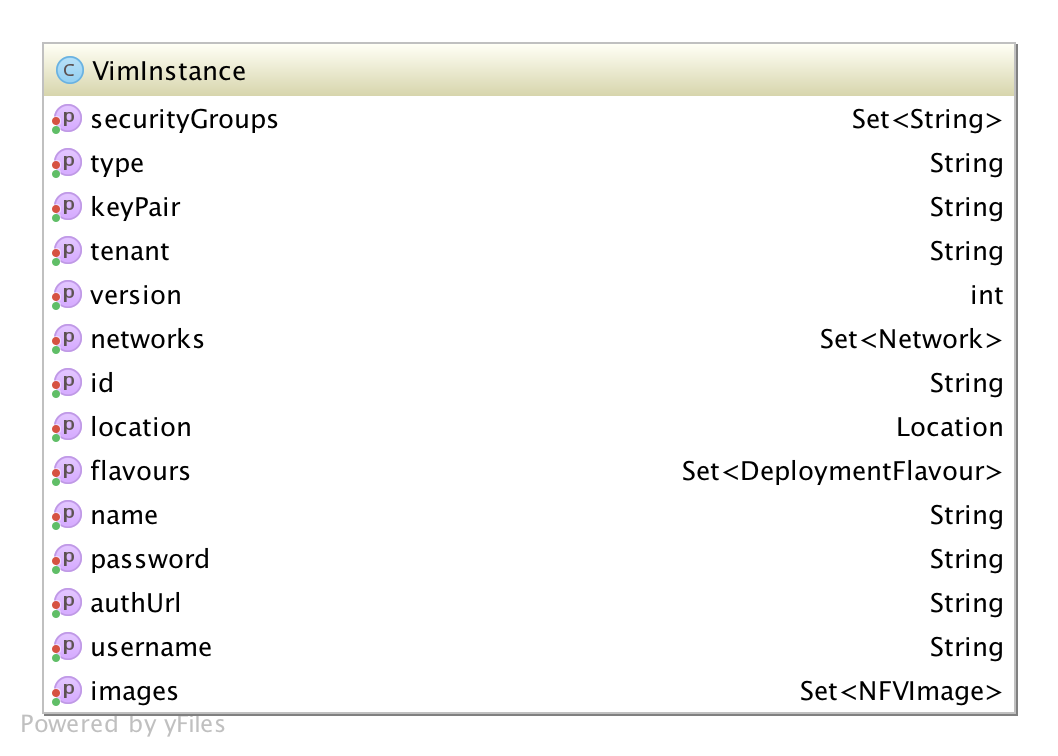 C VimInstance
p securityGroups Set<String>
p type String
p keyPair String
p tenant String
p version int
p networks Set<Network>
p id String
p location Location
p flavours Set<DeploymentFlavour>
p name String
p password String
p authUrl String
p username String
p images Set<NFVImage>
Powered by yFiles